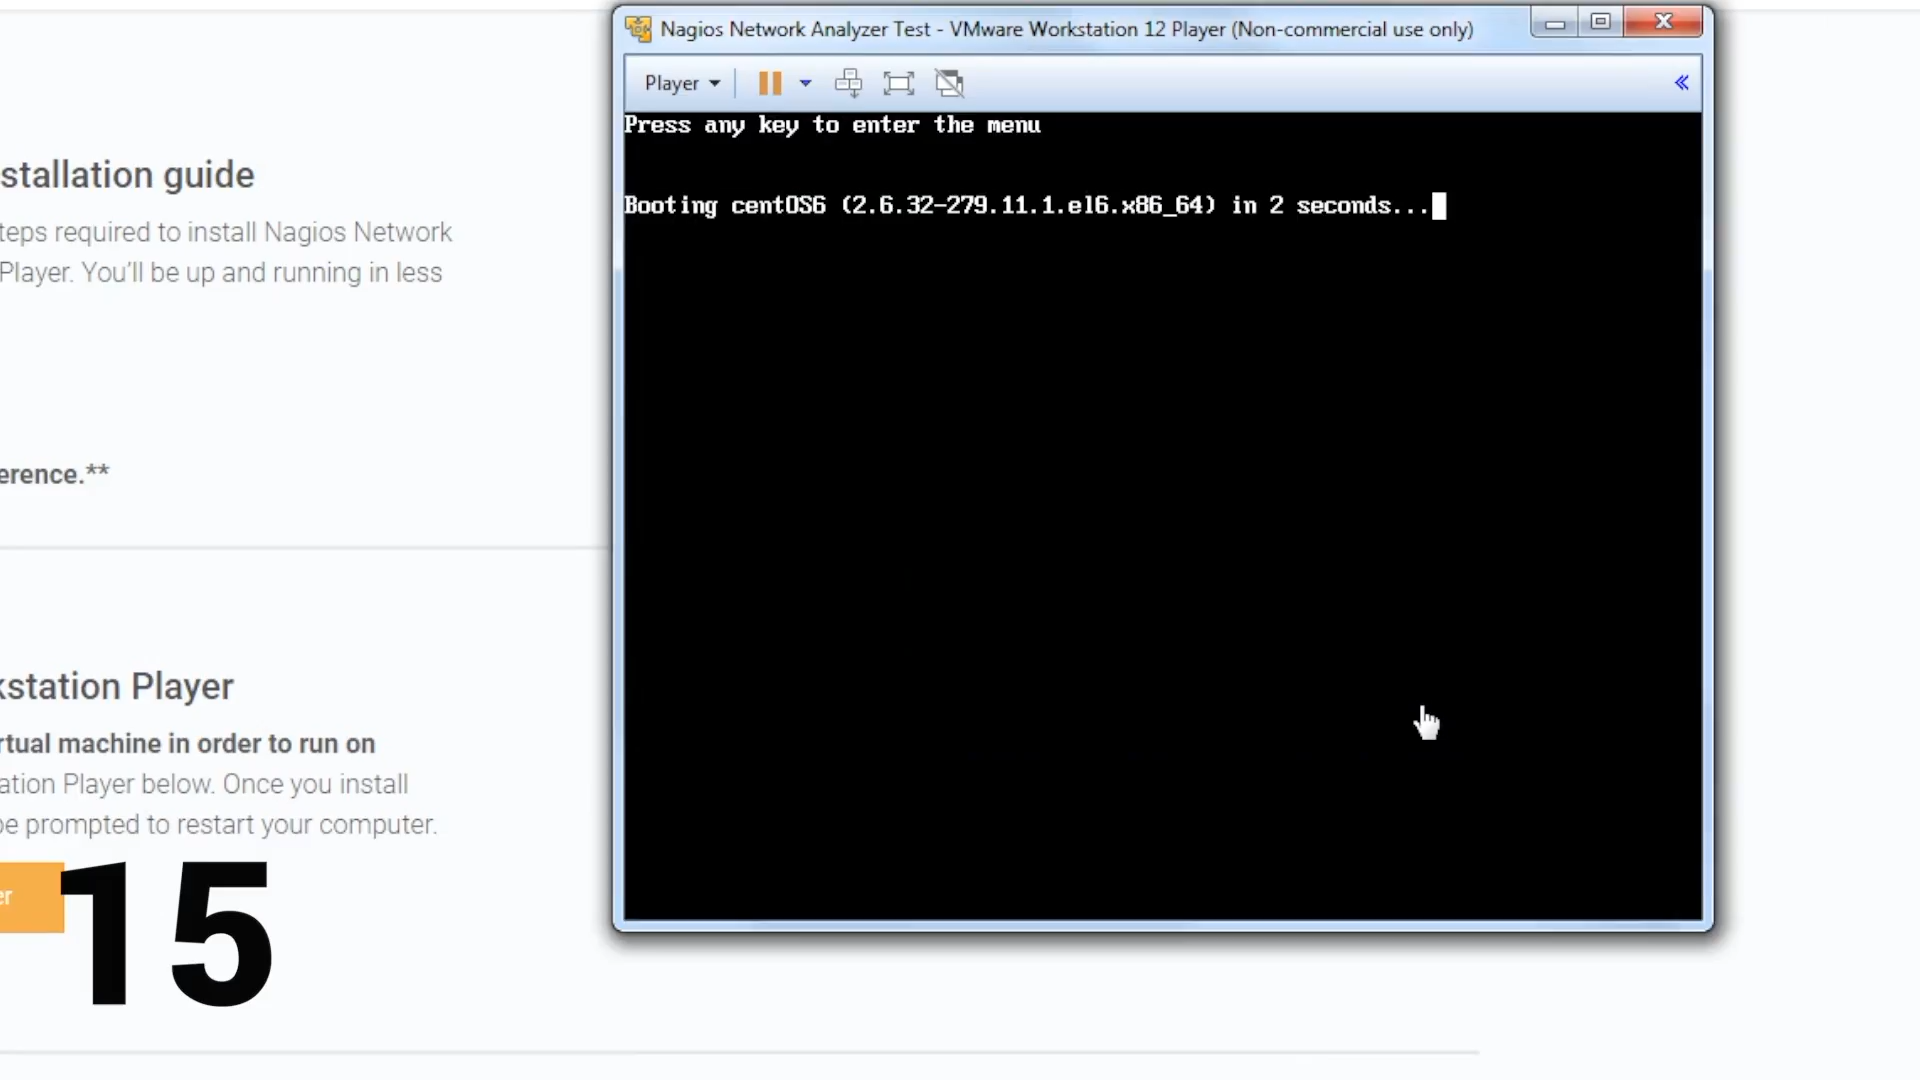 Nagios Network Analyzer Test - VMware Workstation 12 Player (Non-commercial use only)
Player
Press any key to enter the menu
Booting centOS6 (2.6.32-279.11.1.el6.x86_64) in 2 seconds...
stallation guide
teps required to install Nagios Network
Player. You'll be up and running in less
erence.**
kstation Player
rtual machine in order to run on
ation Player below. Once you install
be prompted to restart your computer.
er
15